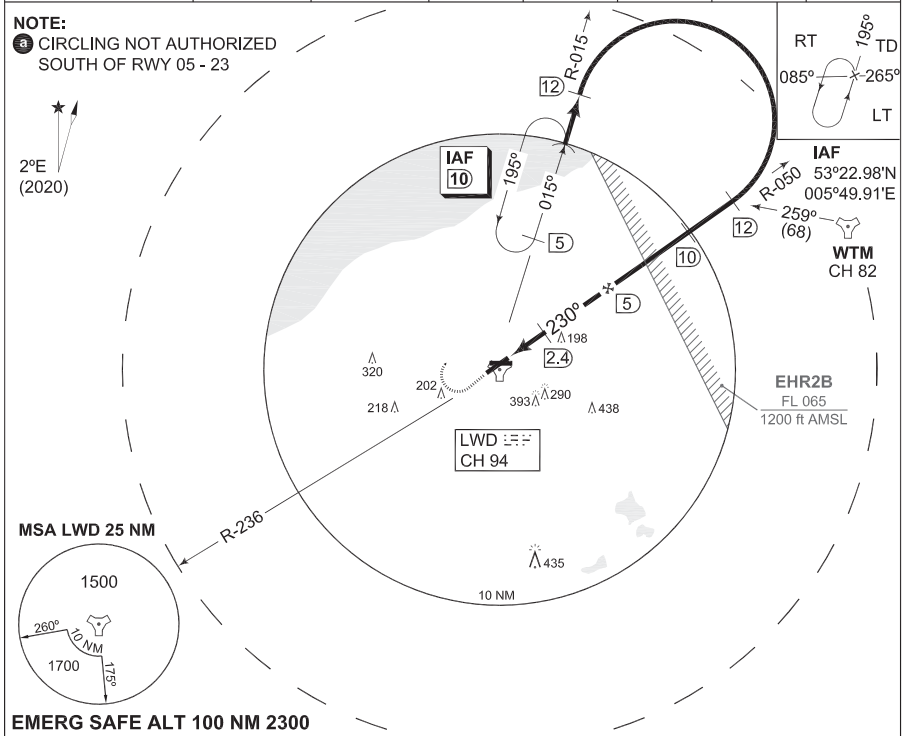 NOTE:
a CIRCLING NOT AUTHORIZED
SOUTH OF RWY 05 - 23
2ºE
(2020)
IAF
10
195º
015º
5
12
R-015
RT
195º
TD
085º
265º
LT
IAF
53º22.98'N
005º49.91'E
R-050
259º
(68)
WTM
CH 82
12
10
5
230º
2.4
198
320
202
218
393
290
438
EHR2B
FL 065
1200 ft AMSL
LWD
CH 94
R-236
435
10 NM
MSA LWD 25 NM
1500
260º
10 NM
1700
175º
EMERG SAFE ALT 100 NM 2300